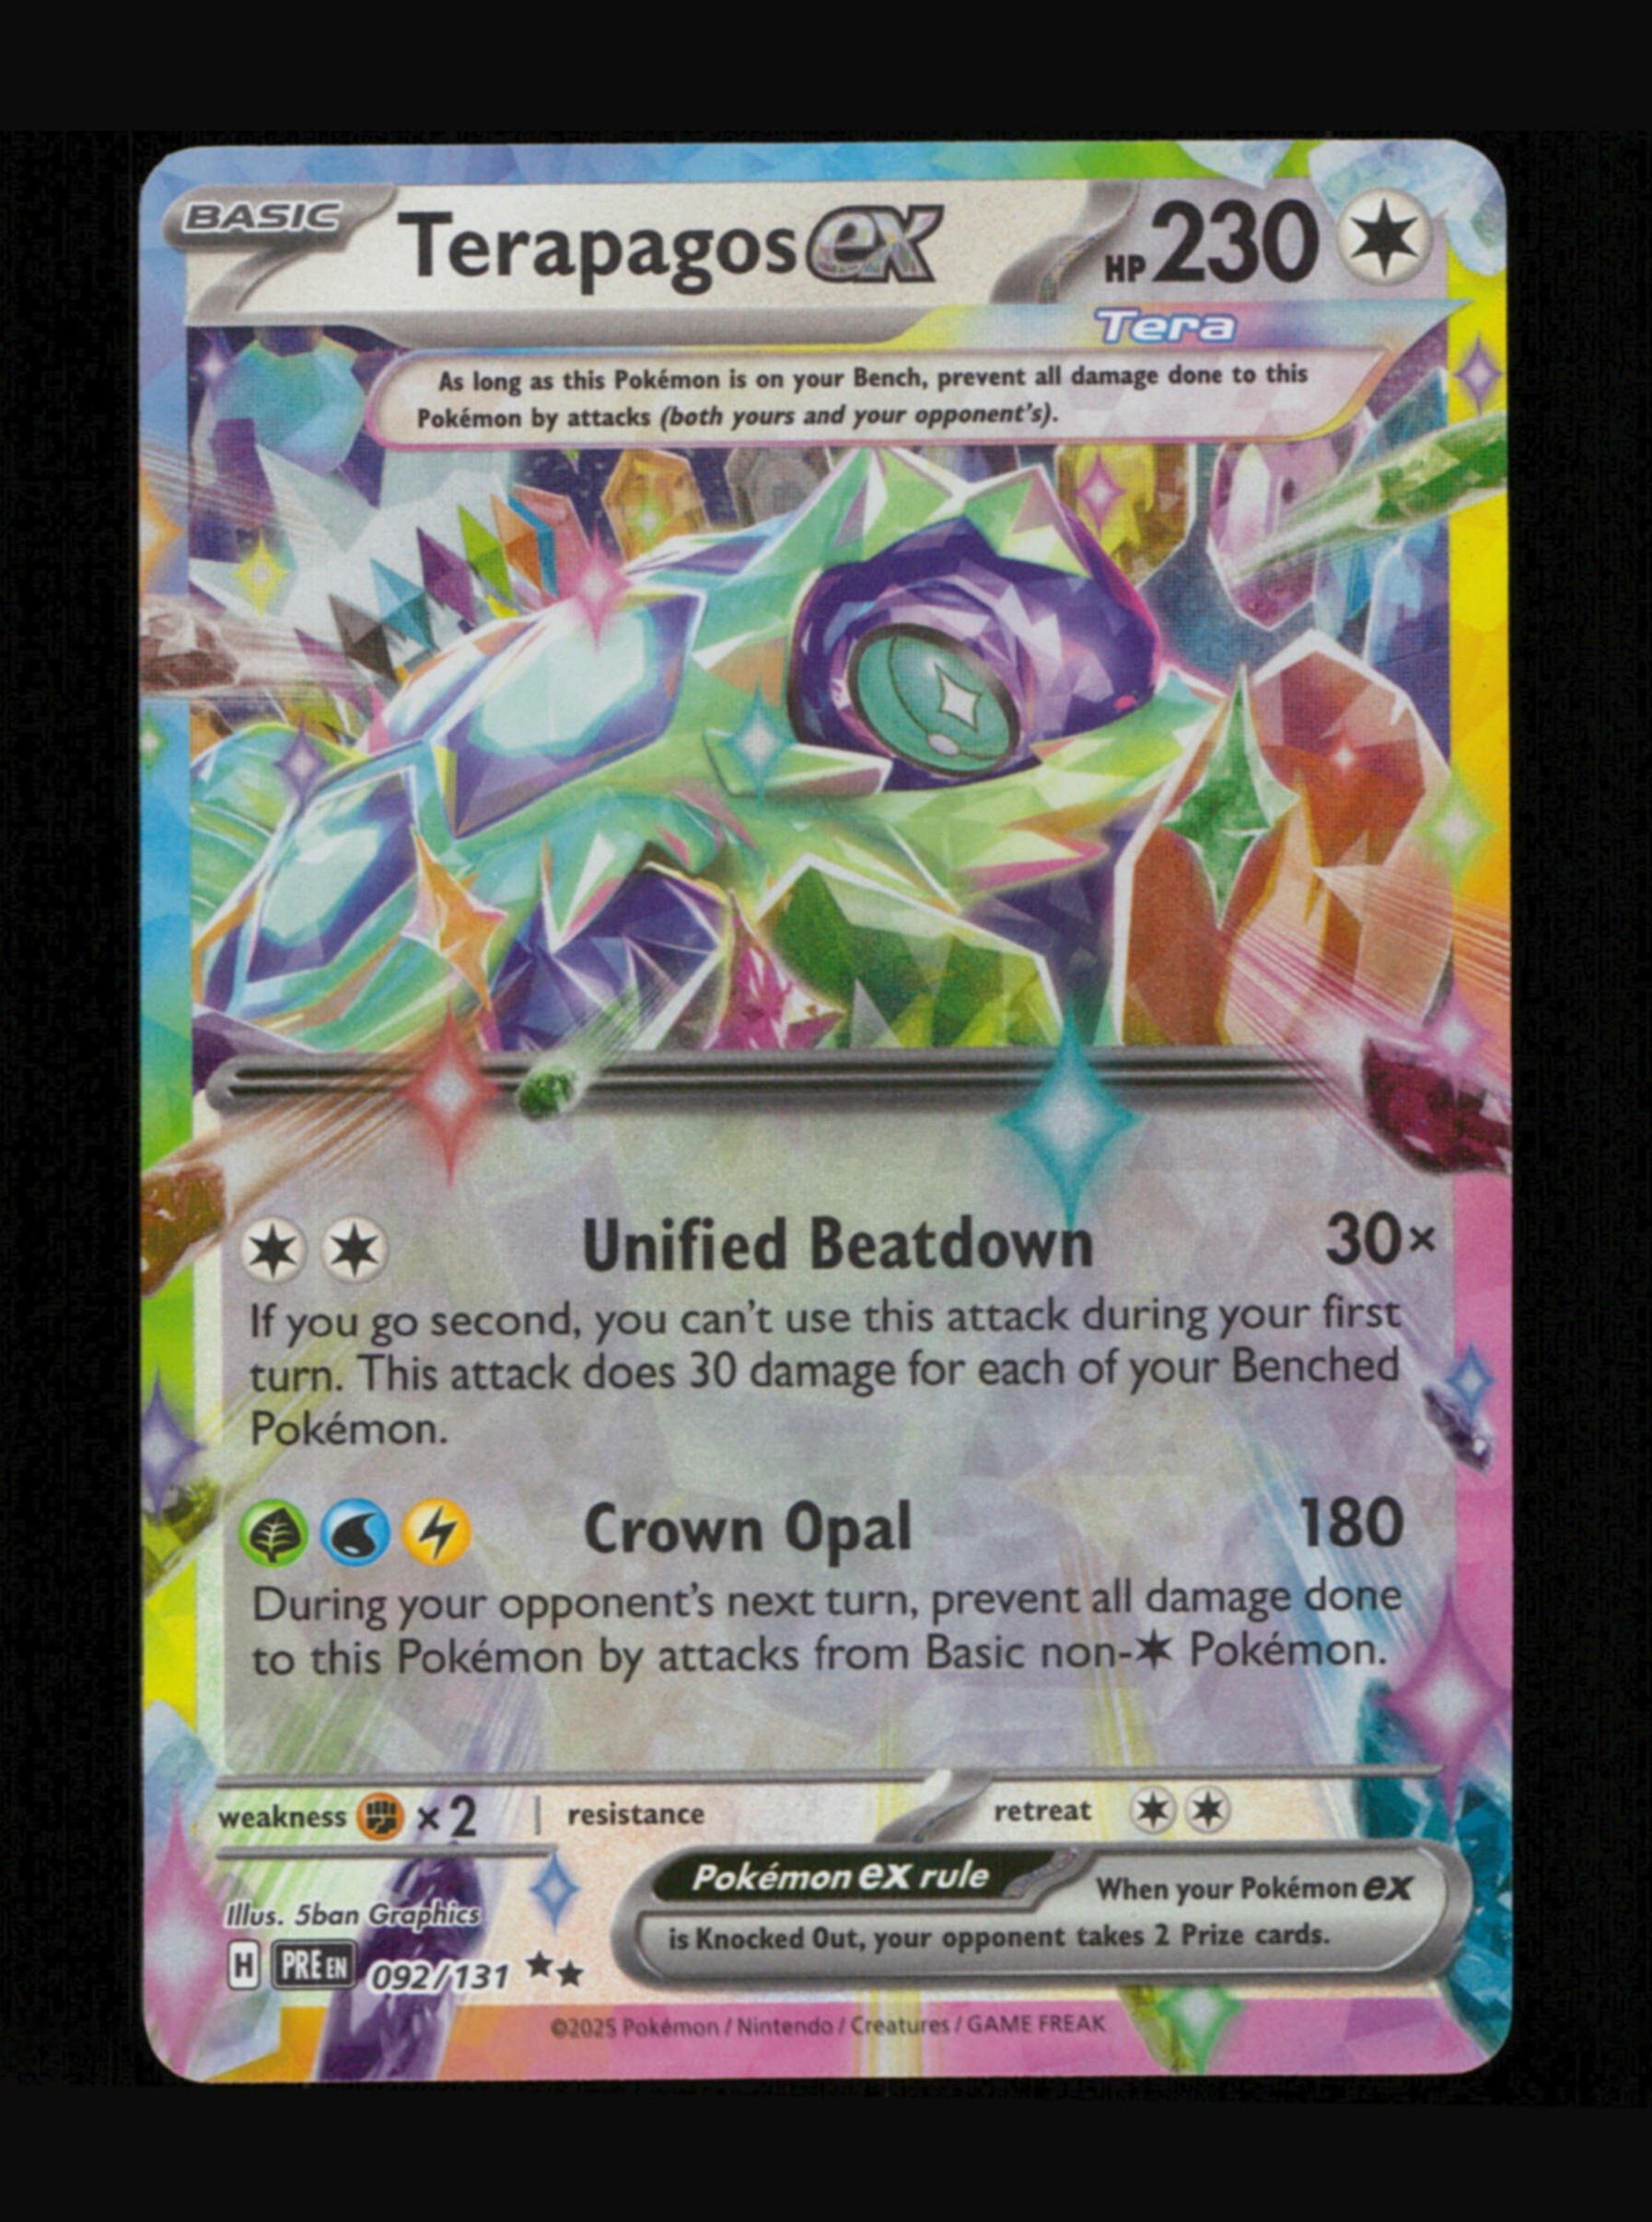 BASIC
Terapagos ex
HP 230
Tera
As long as this Pokémon is on your Bench, prevent all damage done to this
Pokémon by attacks (both yours and your opponent's).
Unified Beatdown 30×
If you go second, you can't use this attack during your first
turn. This attack does 30 damage for each of your Benched
Pokémon.
Crown Opal 180
During your opponent's next turn, prevent all damage done
to this Pokémon by attacks from Basic non- Pokémon.
weakness ×2 | resistance retreat
Pokémon ex rule When your Pokémon ex
is Knocked Out, your opponent takes 2 Prize cards.
Illus. 5ban Graphics
H PRE EN 092/131
©2025 Pokémon / Nintendo / Creatures / GAME FREAK